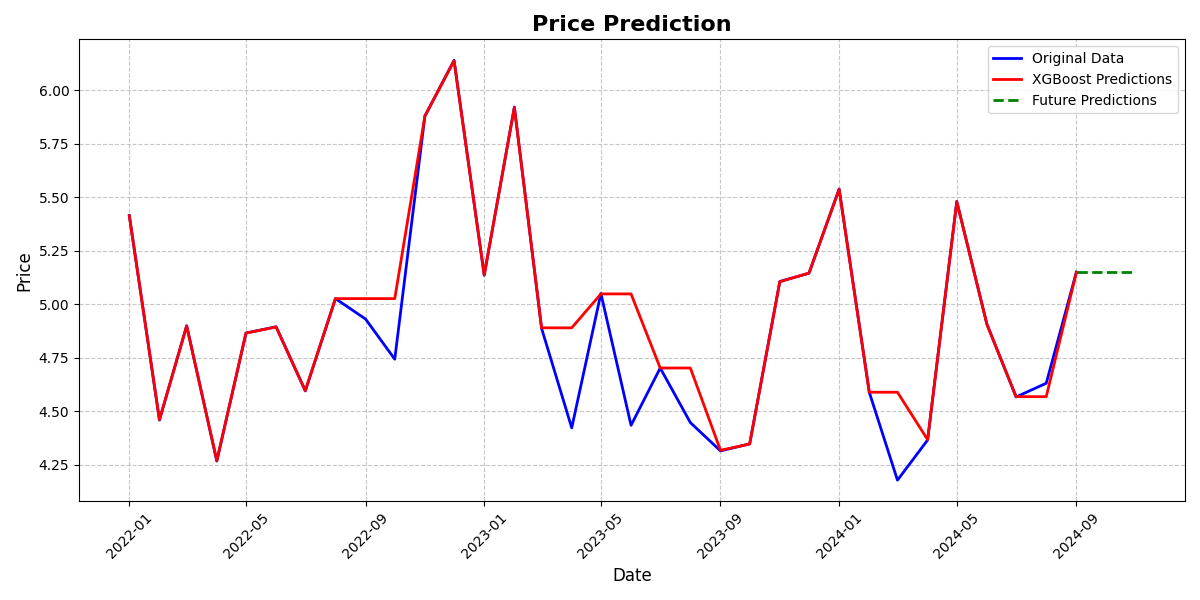 Price Prediction
Original Data
XGBoost Predictions
Future Predictions
Price
6.00
5.75
5.50
5.25
5.00
4.75
4.50
4.25
2022-01
2022-05
2022-09
2023-01
2023-05
2023-09
2024-01
2024-05
2024-09
Date